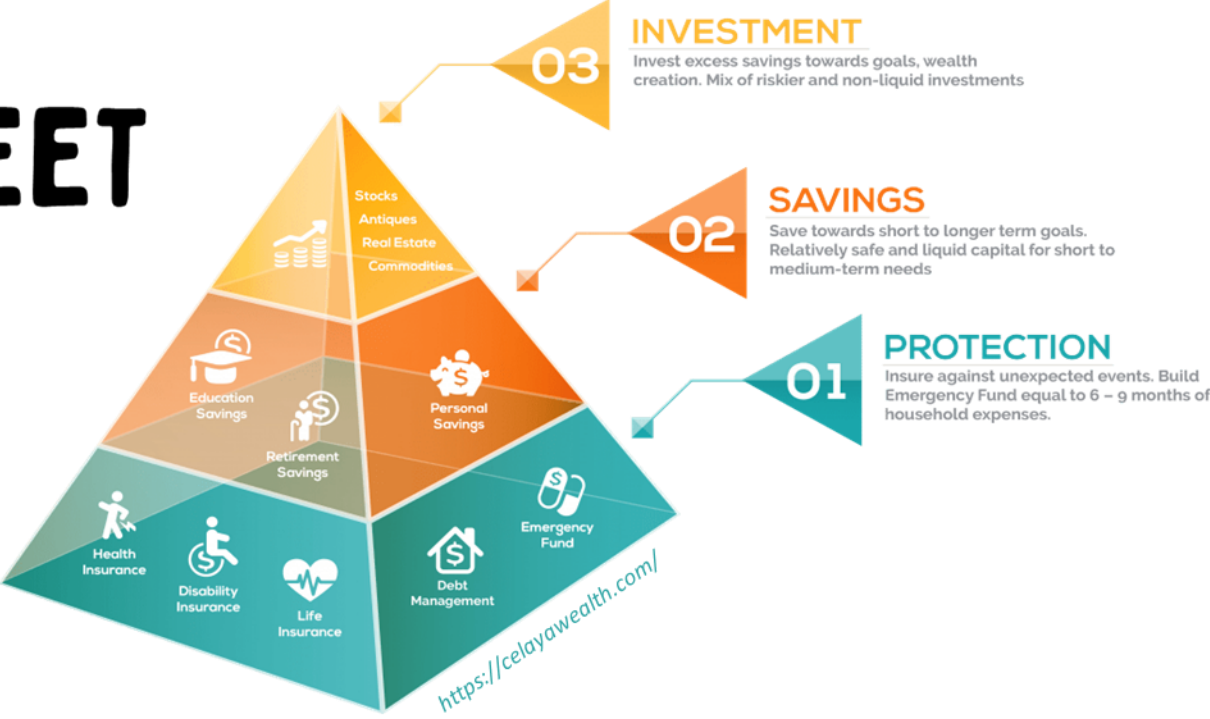 03
INVESTMENT
Invest excess savings towards goals, wealth
creation. Mix of riskier and non-liquid investments
EET
Stocks
Antiques
Real Estate
Commodities
02
SAVINGS
Save towards short to longer term goals.
Relatively safe and liquid capital for short to
medium-term needs
Education
Savings
Retirement
Savings
Personal
Savings
01
PROTECTION
Insure against unexpected events. Build
Emergency Fund equal to 6 – 9 months of
household expenses.
Health
Insurance
Disability
Insurance
Life
Insurance
Debt
Management
Emergency
Fund
https://celayawealth.com/